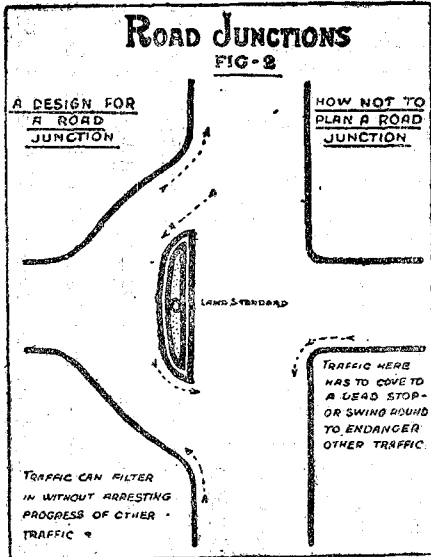 ROAD JUNCTIONS
FIG-2
A DESIGN FOR
A ROAD
JUNCTION
HOW NOT TO
PLAN A ROAD
JUNCTION
LAND STANDARD
TRAFFIC HERE
HAS TO COVE TO
A DEAD STOP-
OR SWING ROUND
TO ENDANGER
OTHER TRAFFIC.
TRAFFIC CAN FILTER
IN WITHOUT ARRESTING
PROGRESS OF OTHER
TRAFFIC